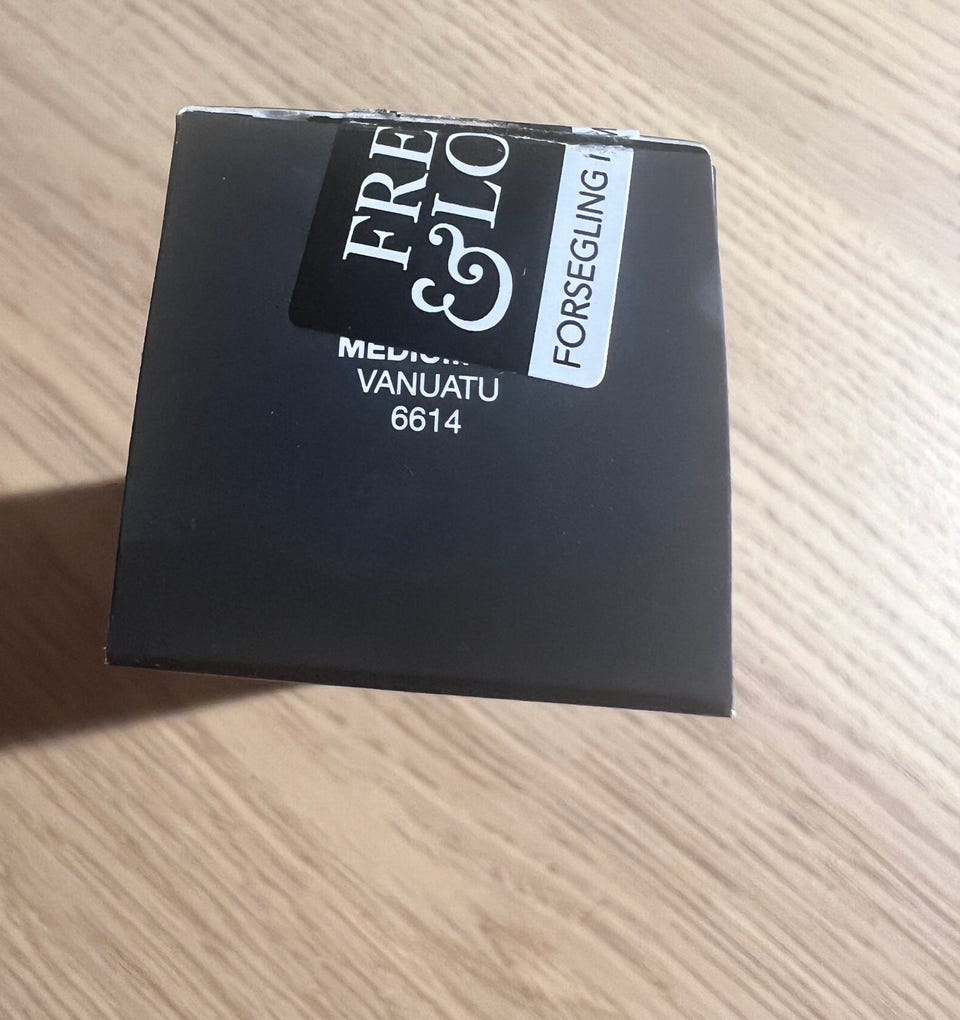 FRE
&LO
FORSEGLING
VANUATU
6614